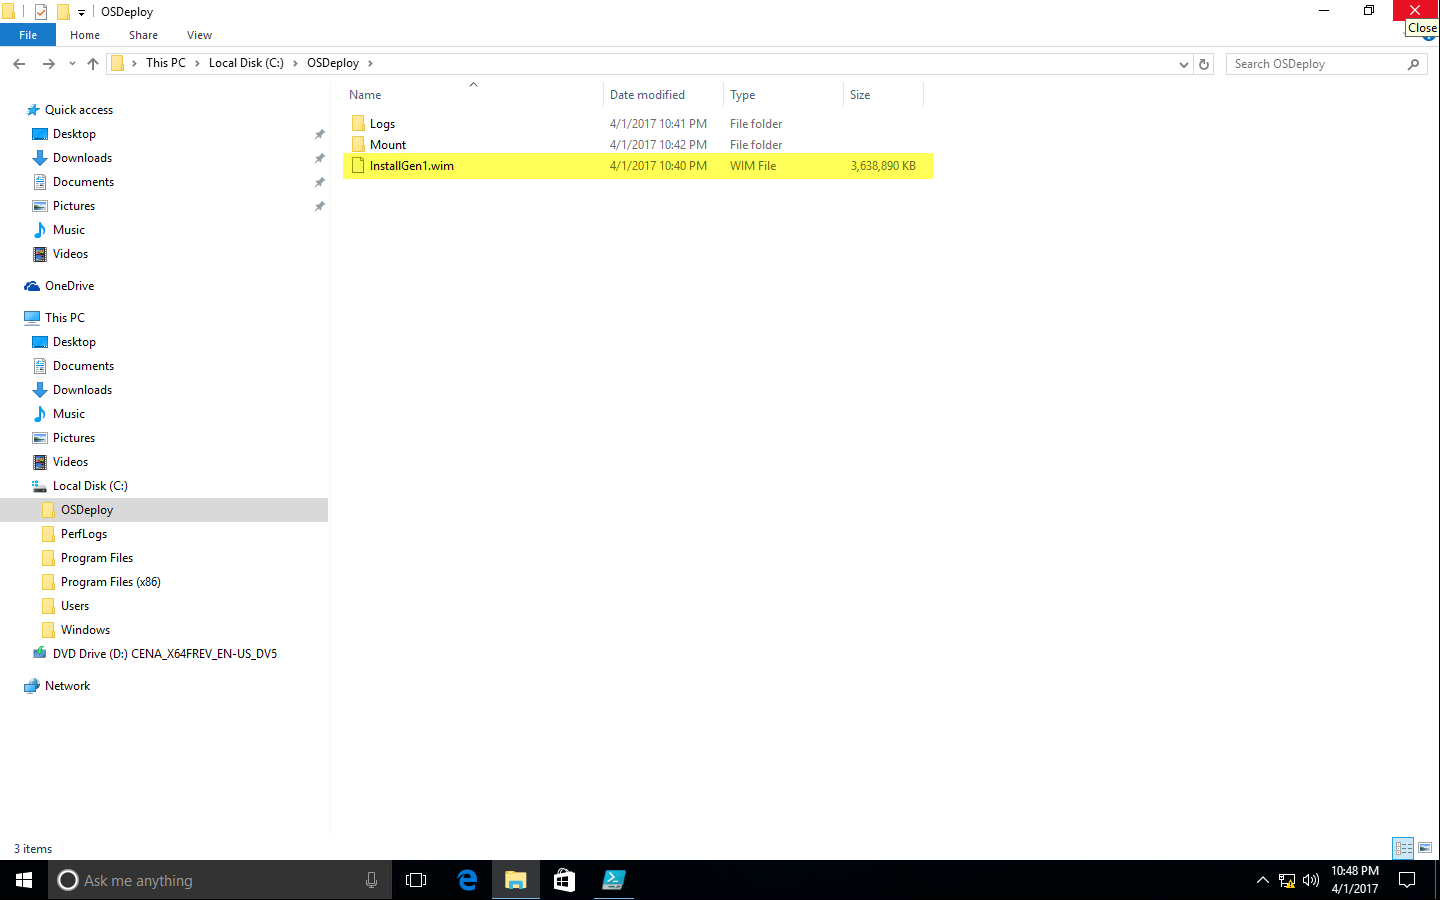 OSDeploy
Close
File Home Share View
This PC Local Disk (C:) OSDeploy Search OSDeploy
Name Date modified Type Size
Quick access
Desktop
Downloads
Documents
Pictures
Music
Videos
OneDrive
This PC
Desktop
Documents
Downloads
Music
Pictures
Videos
Local Disk (C:)
OSDeploy
PerfLogs
Program Files
Program Files (x86)
Users
Windows
DVD Drive (D:) CENA_X64FREV_EN-US_DV5
Network
Logs 4/1/2017 10:41 PM File folder
Mount 4/1/2017 10:42 PM File folder
InstallGen1.wim 4/1/2017 10:40 PM WIM File 3,638,890 KB
3 items
Ask me anything
10:48 PM
4/1/2017